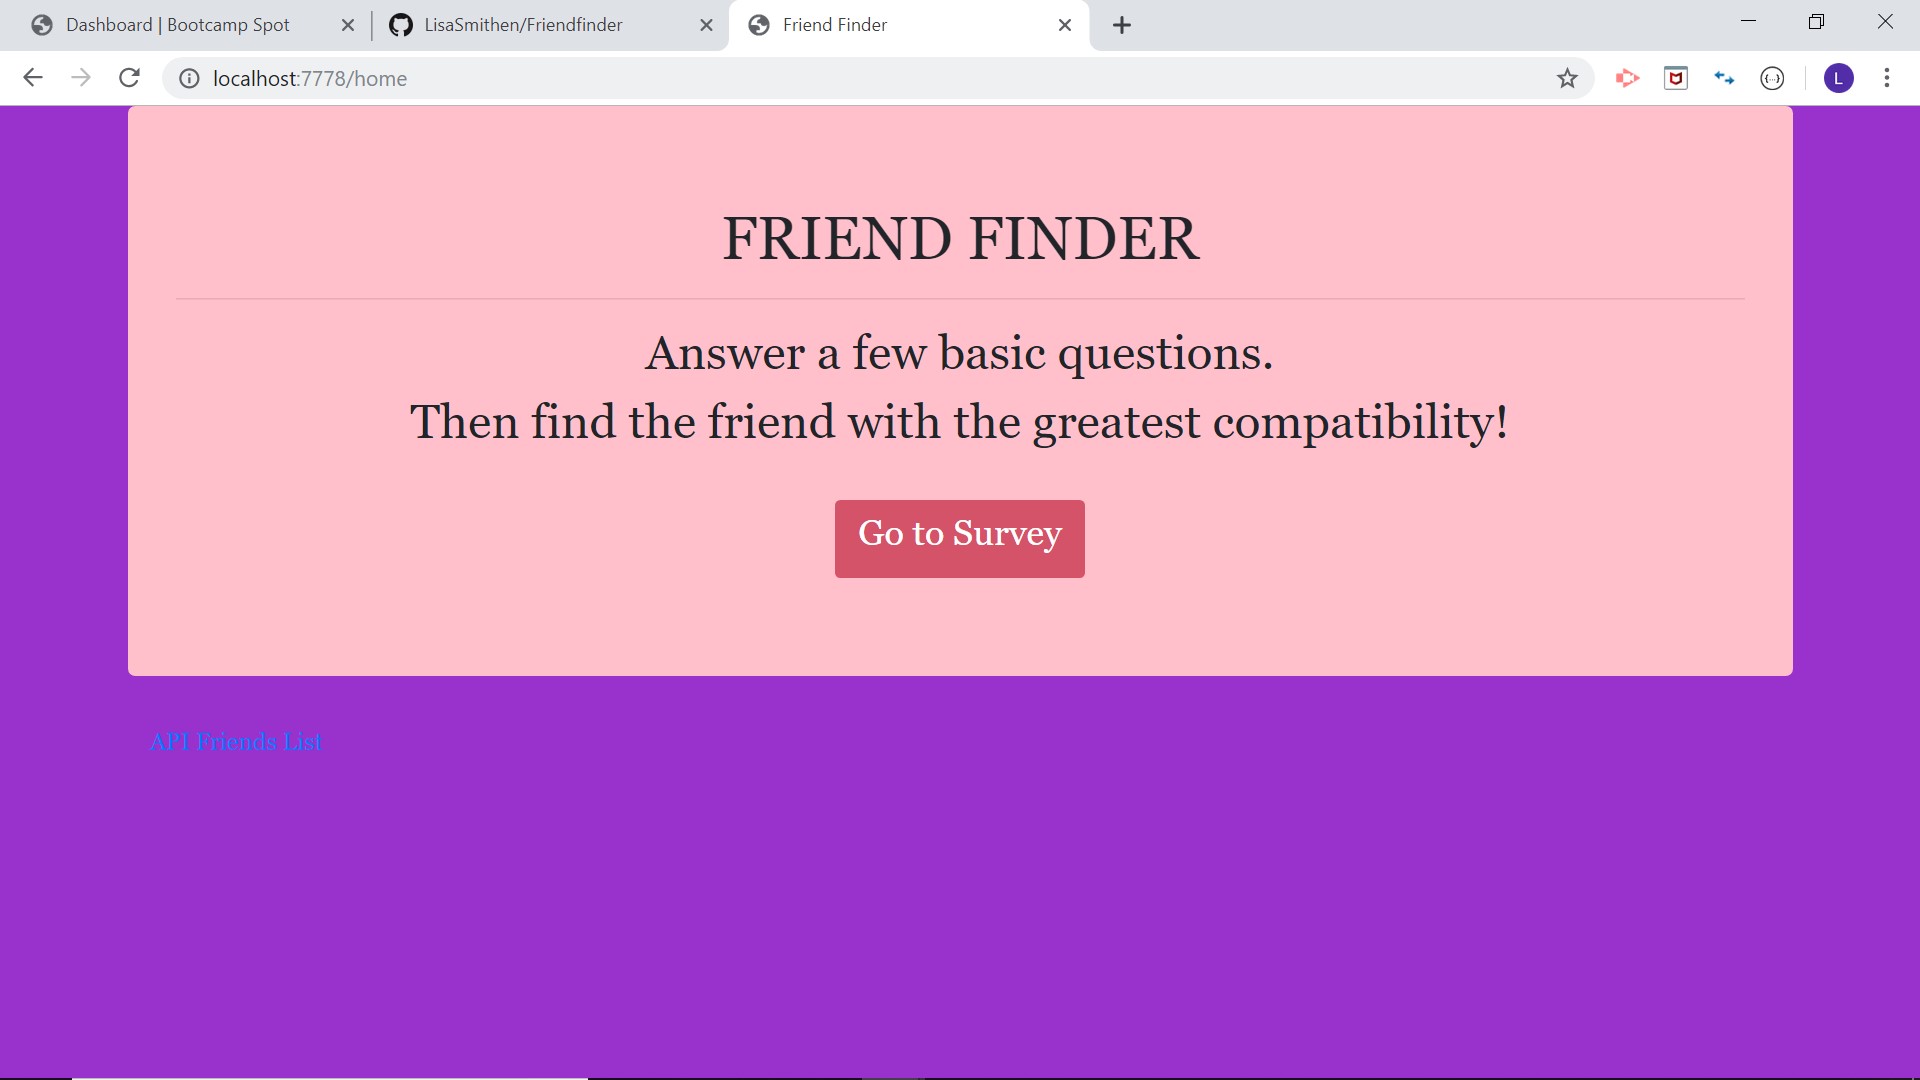 Dashboard | Bootcamp Spot
LisaSmithen/Friendfinder
Friend Finder
localhost:7778/home
L
FRIEND FINDER
Answer a few basic questions.
Then find the friend with the greatest compatibility!
Go to Survey
API Friends List